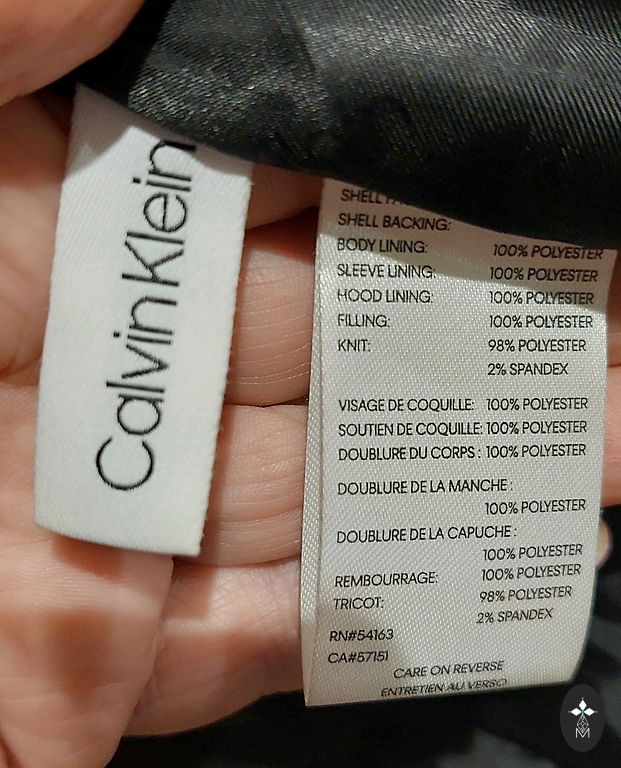 Calvin Klein
SHELL
SHELL BACKING:
BODY LINING: 100% POLYESTER
SLEEVE LINING: 100% POLYESTER
HOOD LINING: 100% POLYESTER
FILLING: 100% POLYESTER
KNIT: 98% POLYESTER
2% SPANDEX
VISAGE DE COQUILLE: 100% POLYESTER
SOUTIEN DE COQUILLE: 100% POLYESTER
DOUBLURE DU CORPS : 100% POLYESTER
DOUBLURE DE LA MANCHE :
100% POLYESTER
DOUBLURE DE LA CAPUCHE :
100% POLYESTER
REMBOURRAGE: 100% POLYESTER
TRICOT: 98% POLYESTER
2% SPANDEX
RN#54163
CA#57151
CARE ON REVERSE
ENTRETIEN AU VERSO
M